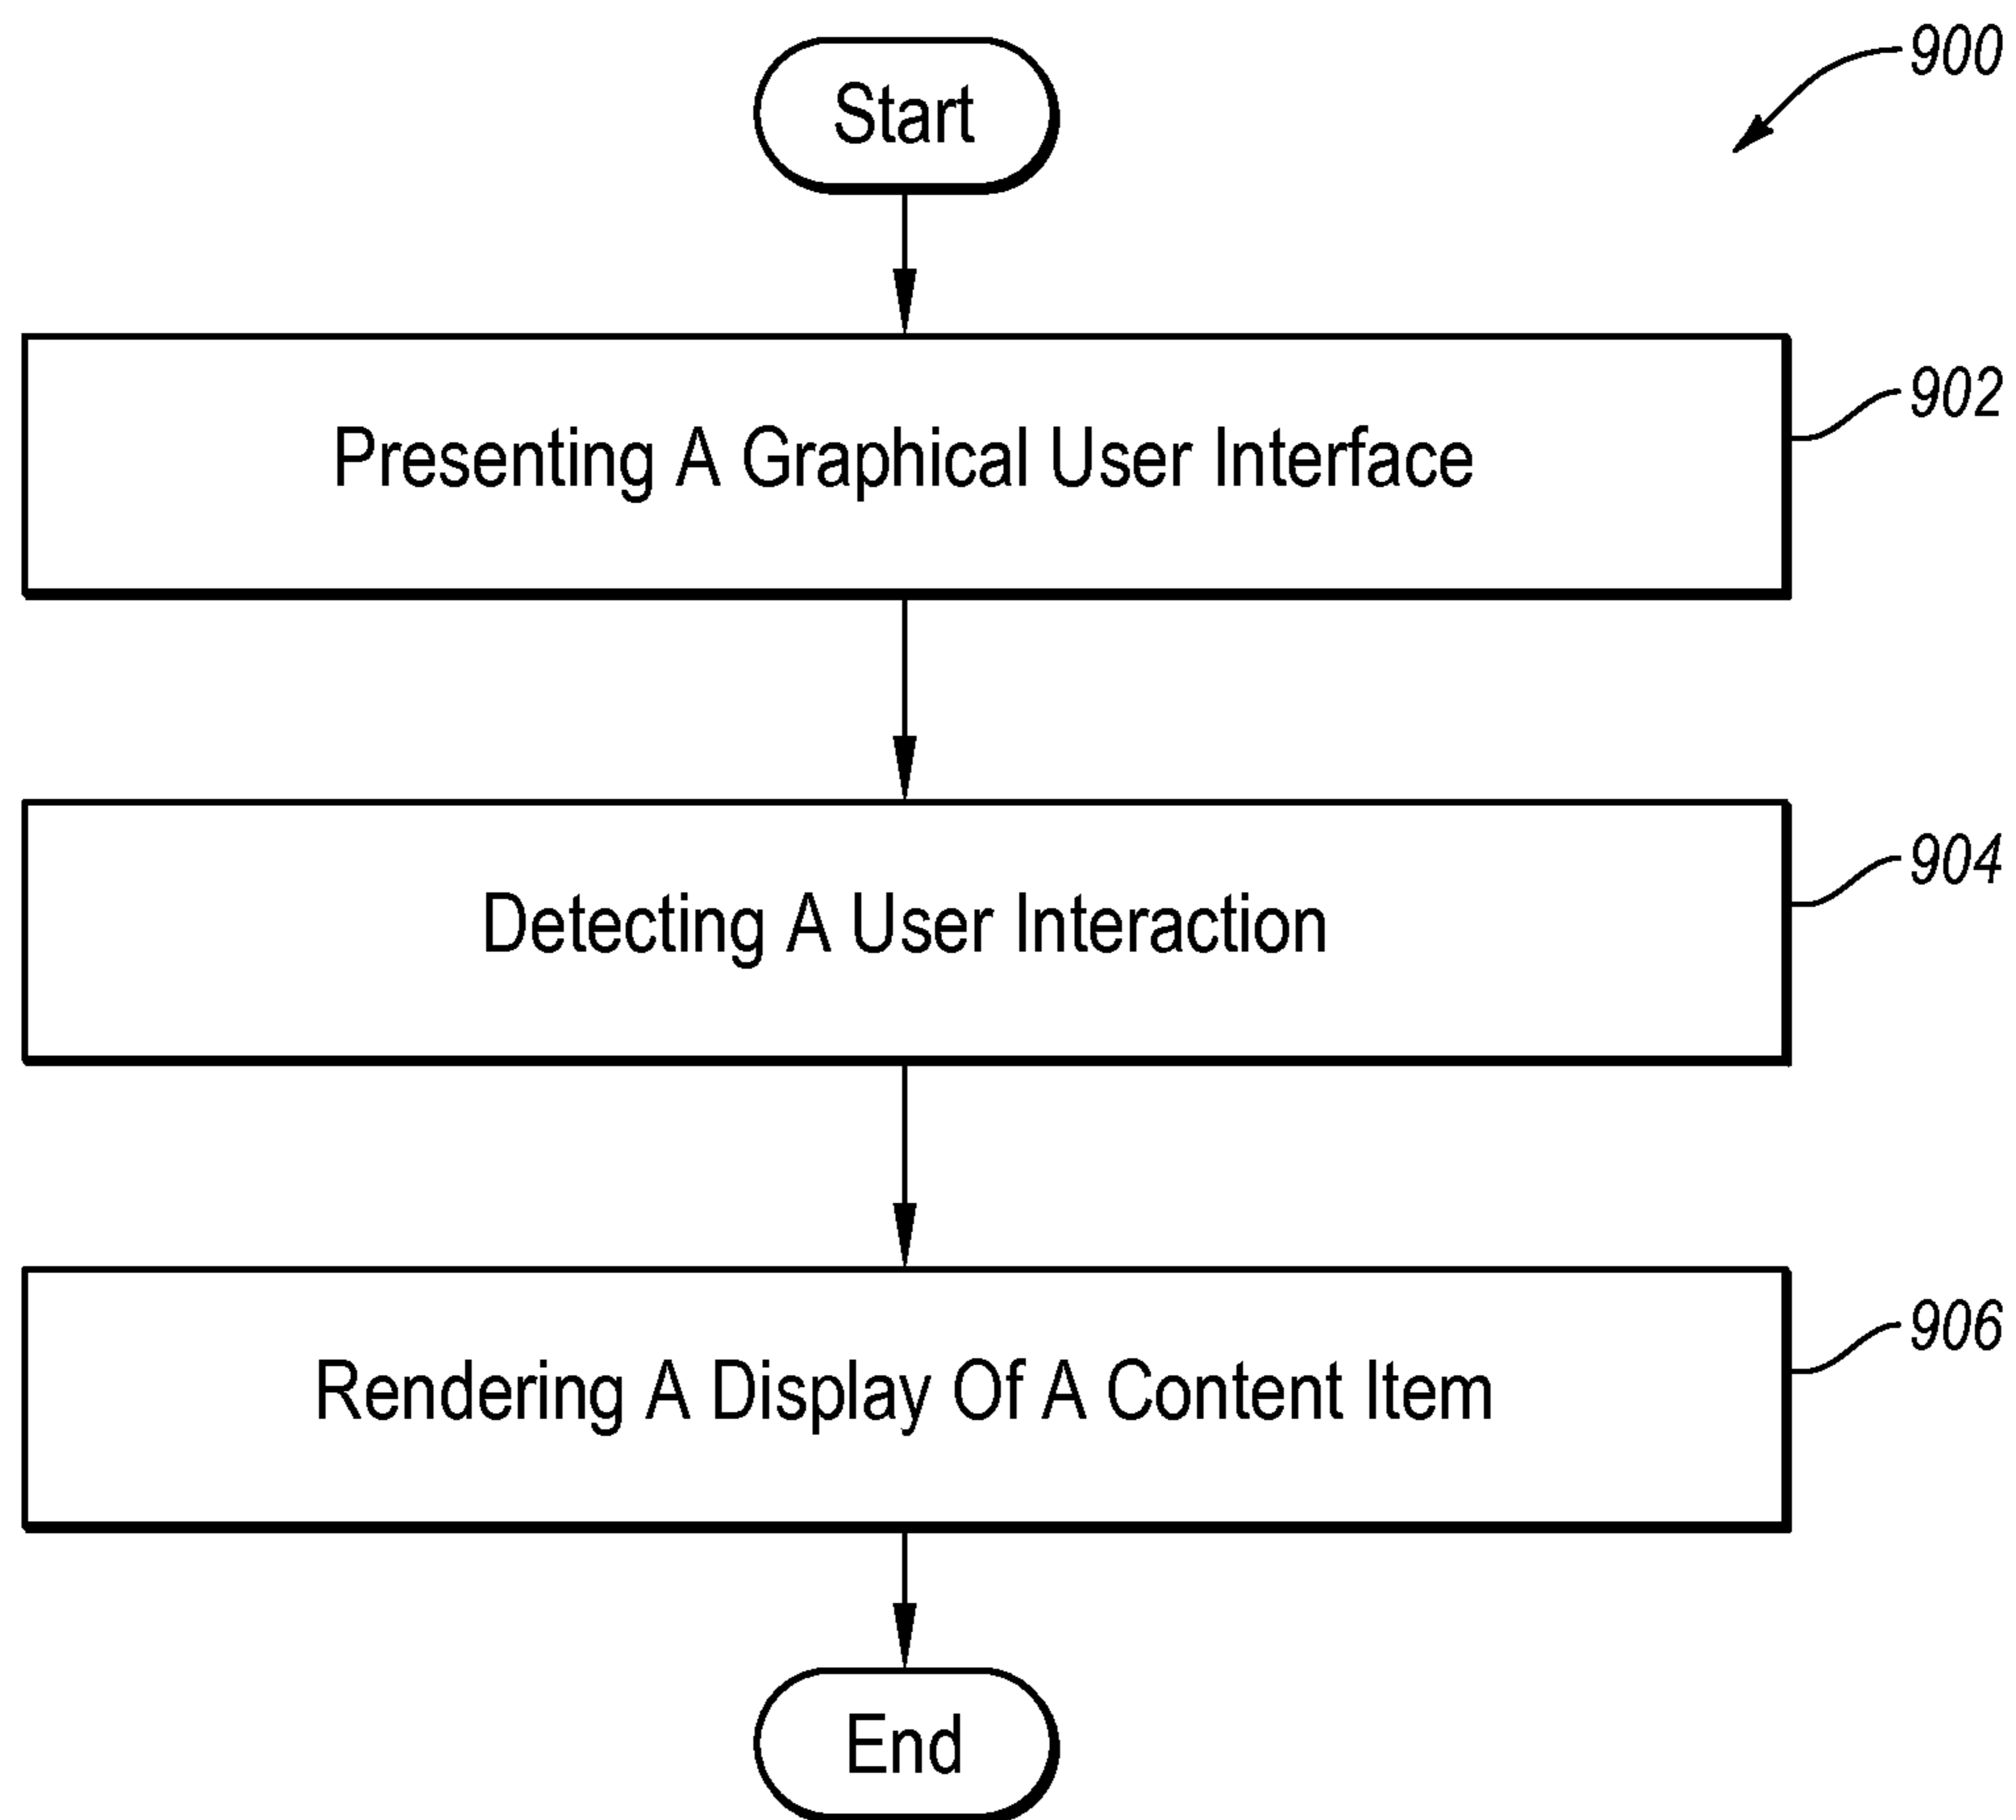 Start
900
Presenting A Graphical User Interface
902
Detecting A User Interaction
904
Rendering A Display Of A Content Item
906
End